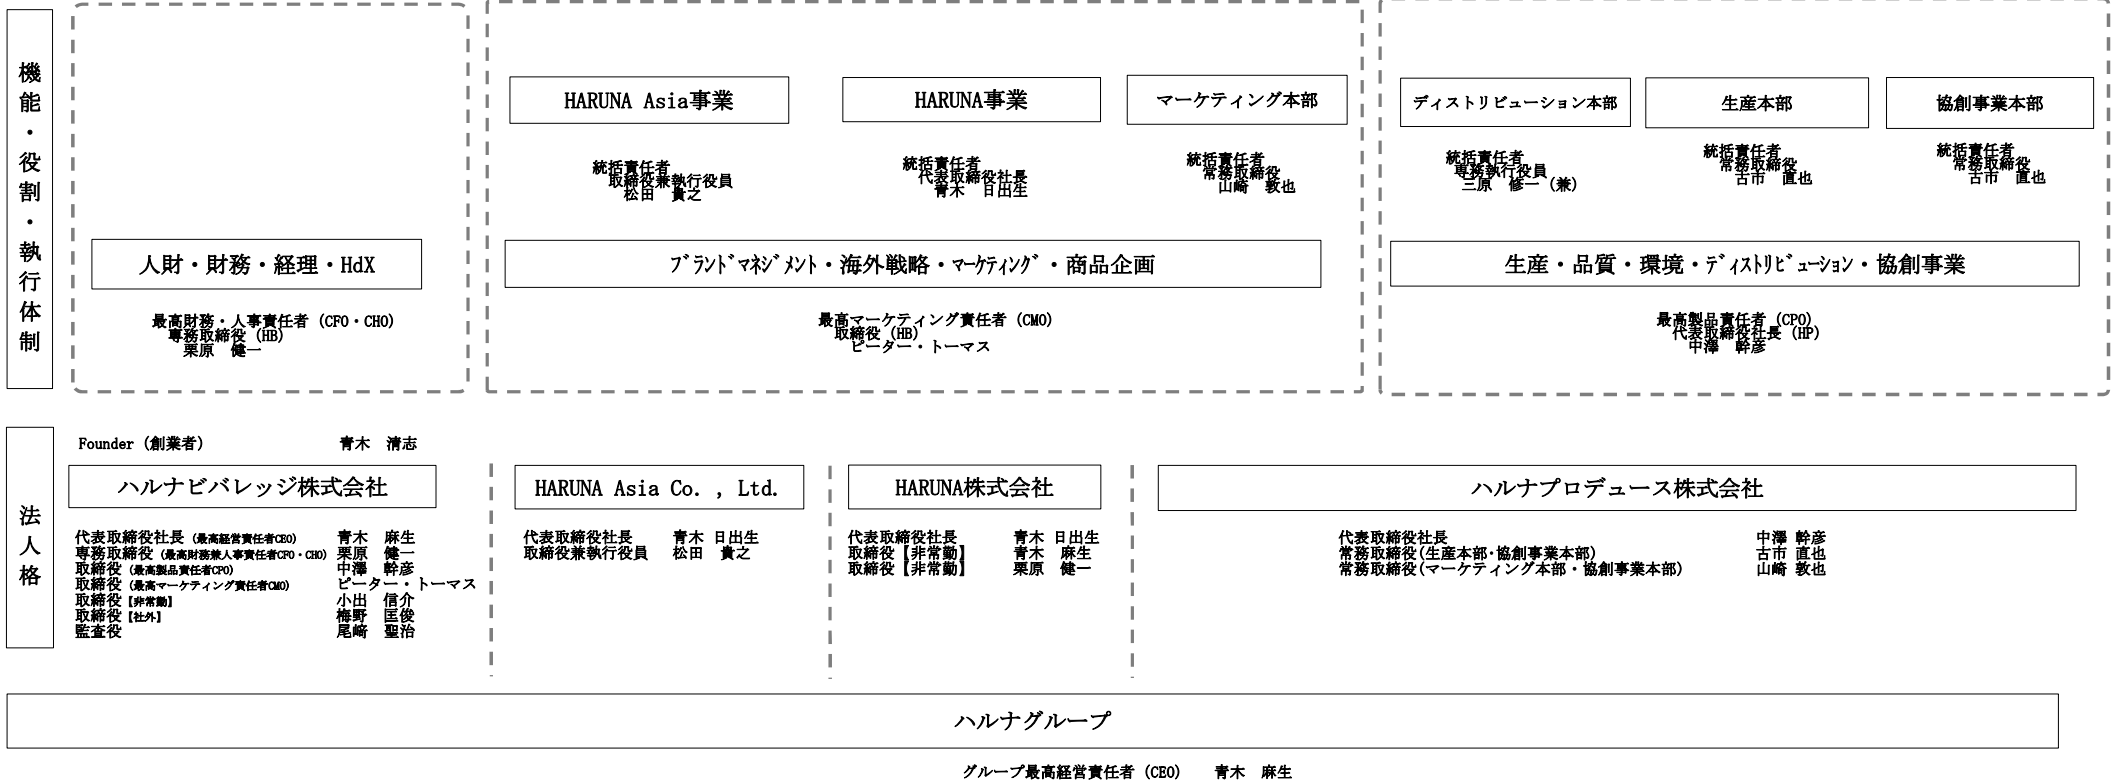 機能・役割・執行体制
HARUNA Asia事業
統括責任者
取締役兼執行役員
松田 貴之
HARUNA事業
統括責任者
代表取締役社長
青木 日出生
マーケティング本部
統括責任者
常務取締役
山崎 敦也
ディストリビューション本部
統括責任者
専務執行役員
三原 修一（兼）
生産本部
統括責任者
常務取締役
古市 直也
協創事業本部
統括責任者
常務取締役
古市 直也
人財・財務・経理・HdX
最高財務・人事責任者（CFO・CHO）
専務取締役（HB）
栗原 健一
ﾌﾞﾗﾝﾄﾞﾏﾈｼﾞﾒﾝﾄ・海外戦略・ﾏｰｹﾃｨﾝｸﾞ・商品企画
最高マーケティング責任者（CMO）
取締役（HB）
ピーター・トーマス
生産・品質・環境・ﾃﾞｨｽﾄﾘﾋﾞｭｰｼｮﾝ・協創事業
最高製品責任者（CPO）
代表取締役社長（HP）
中澤 幹彦
法人格
Founder（創業者） 青木 清志
ハルナビバレッジ株式会社
代表取締役社長（最高経営責任者CEO） 青木 麻生
専務取締役（最高財務兼人事責任者CFO・CHO） 栗原 健一
取締役（最高製品責任者CPO） 中澤 幹彦
取締役（最高マーケティング責任者CMO） ピーター・トーマス
取締役【非常勤】 小出 信介
取締役【社外】 梅野 匡俊
監査役 尾﨑 聖治
HARUNA Asia Co. , Ltd.
代表取締役社長 青木 日出生
取締役兼執行役員 松田 貴之
HARUNA株式会社
代表取締役社長 青木 日出生
取締役【非常勤】 青木 麻生
取締役【非常勤】 栗原 健一
ハルナプロデュース株式会社
代表取締役社長 中澤 幹彦
常務取締役(生産本部・協創事業本部) 古市 直也
常務取締役(マーケティング本部・協創事業本部) 山崎 敦也
ハルナグループ
グループ最高経営責任者（CEO） 青木 麻生